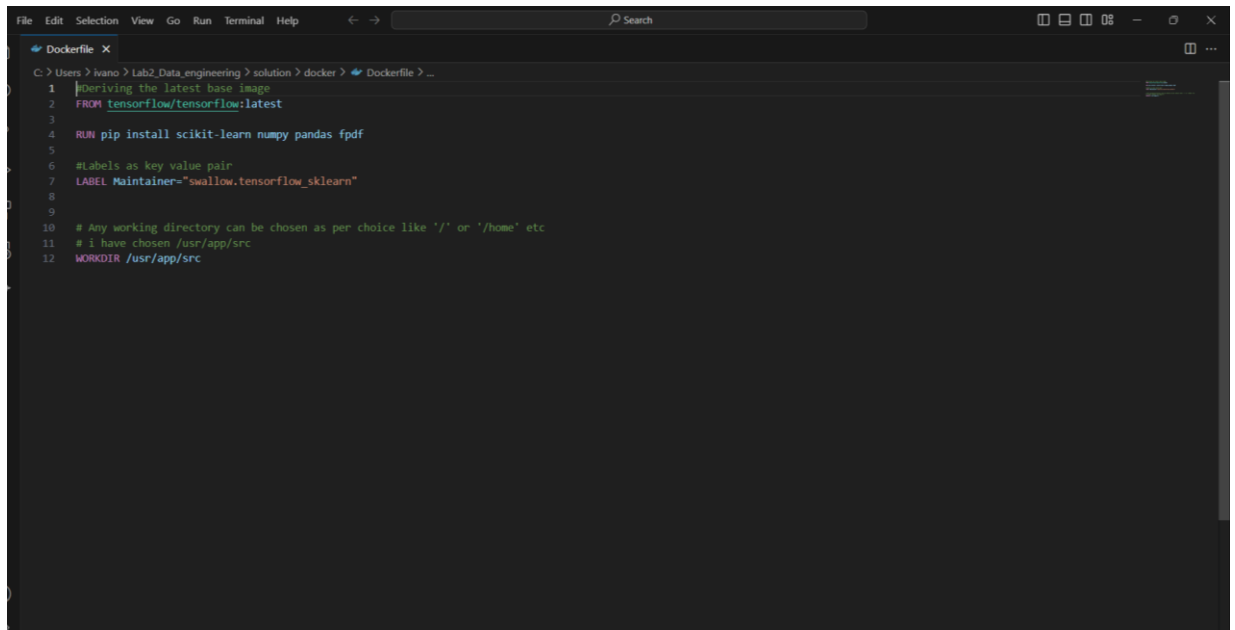 File Edit Selection View Go Run Terminal Help Search
Dockerfile
C: > Users > ivano > Lab2_Data_engineering > solution > docker > Dockerfile > ...
1 #Deriving the latest base image
2 FROM tensorflow/tensorflow:latest
3
4 RUN pip install scikit-learn numpy pandas fpdf
5
6 #Labels as key value pair
7 LABEL Maintainer="swallow.tensorflow_sklearn"
8
9
10 # Any working directory can be chosen as per choice like '/' or '/home' etc
11 # i have chosen /usr/app/src
12 WORKDIR /usr/app/src